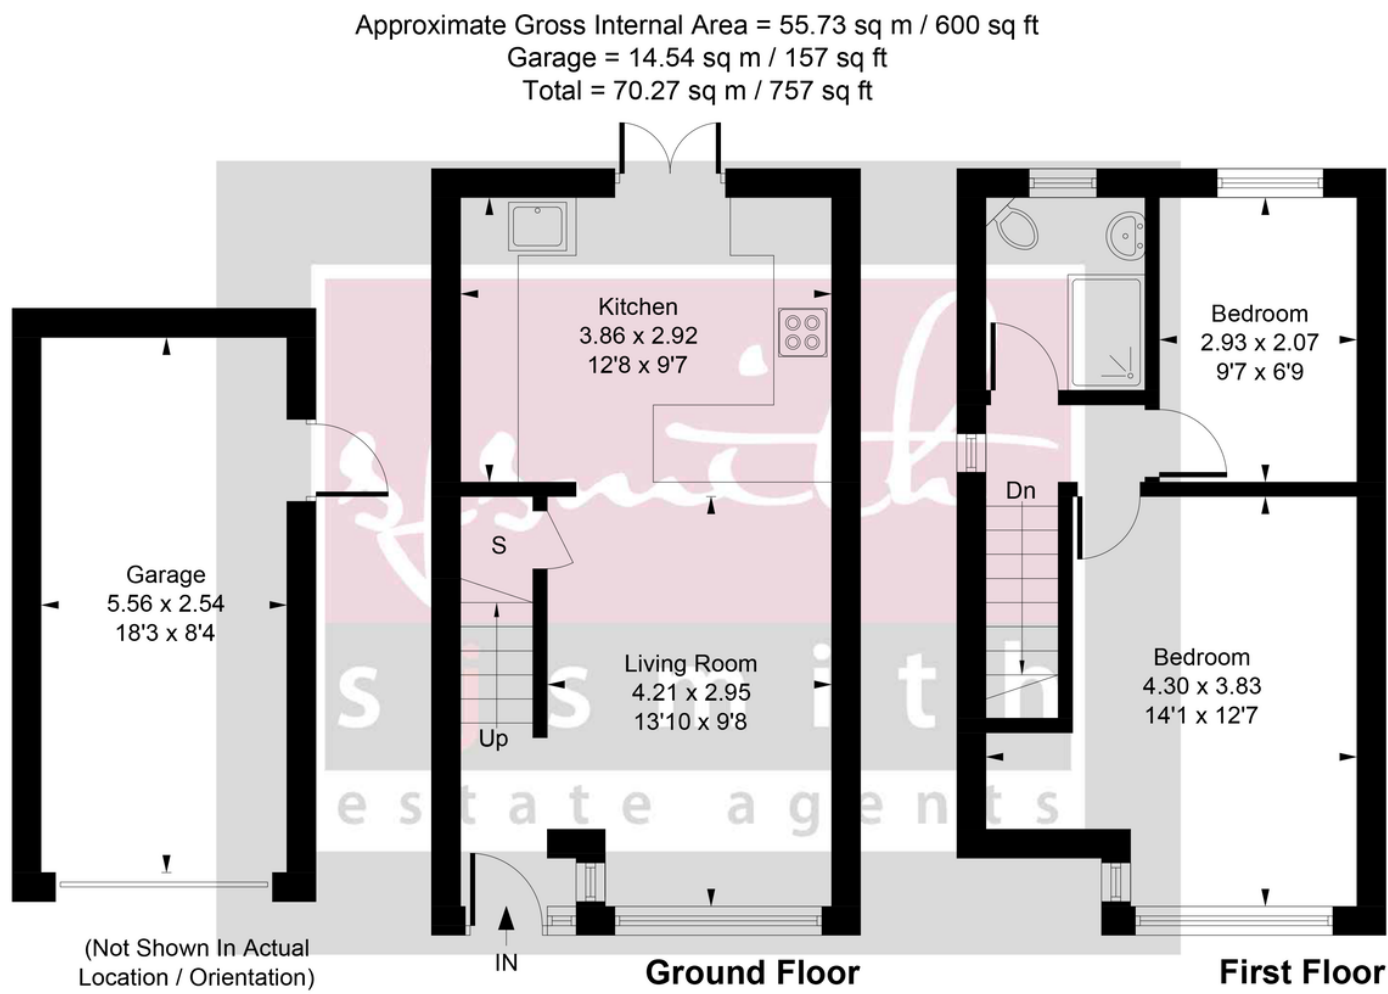 Approximate Gross Internal Area = 55.73 sq m / 600 sq ft
Garage = 14.54 sq m / 157 sq ft
Total = 70.27 sq m / 757 sq ft
Kitchen
3.86 x 2.92
12'8 x 9'7
Bedroom
2.93 x 2.07
9'7 x 6'9
S
Dn
Garage
5.56 x 2.54
18'3 x 8'4
Living Room
4.21 x 2.95
13'10 x 9'8
Up
Bedroom
4.30 x 3.83
14'1 x 12'7
sjsmith
sjsmith
estate agents
IN
(Not Shown In Actual
Location / Orientation)
Ground Floor
First Floor